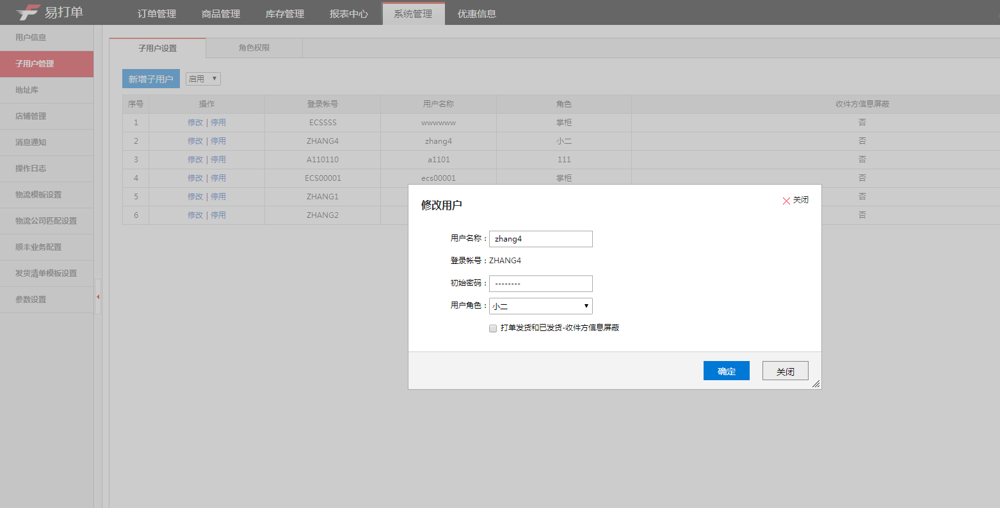 易打单 订单管理 商品管理 库存管理 报表中心 系统管理 优惠信息
用户信息
子用户管理
地址库
店铺管理
消息通知
操作日志
物流模板设置
物流公司匹配设置
顺丰业务配置
发货清单模板设置
参数设置
子用户设置 角色权限
新增子用户 启用
序号 操作 登录帐号 用户名称 角色 收件方信息屏蔽
1 修改 | 停用 ECSSSS wwwwww 掌柜 否
2 修改 | 停用 ZHANG4 zhang4 小二 否
3 修改 | 停用 A110110 a1101 111 否
4 修改 | 停用 ECS00001 ecs00001 掌柜 否
5 修改 | 停用 ZHANG1 否
6 修改 | 停用 ZHANG2 否
修改用户 关闭
用户名称： zhang4
登录帐号：ZHANG4
初始密码： ••••••••
用户角色： 小二
打单发货和已发货-收件方信息屏蔽
确定 关闭